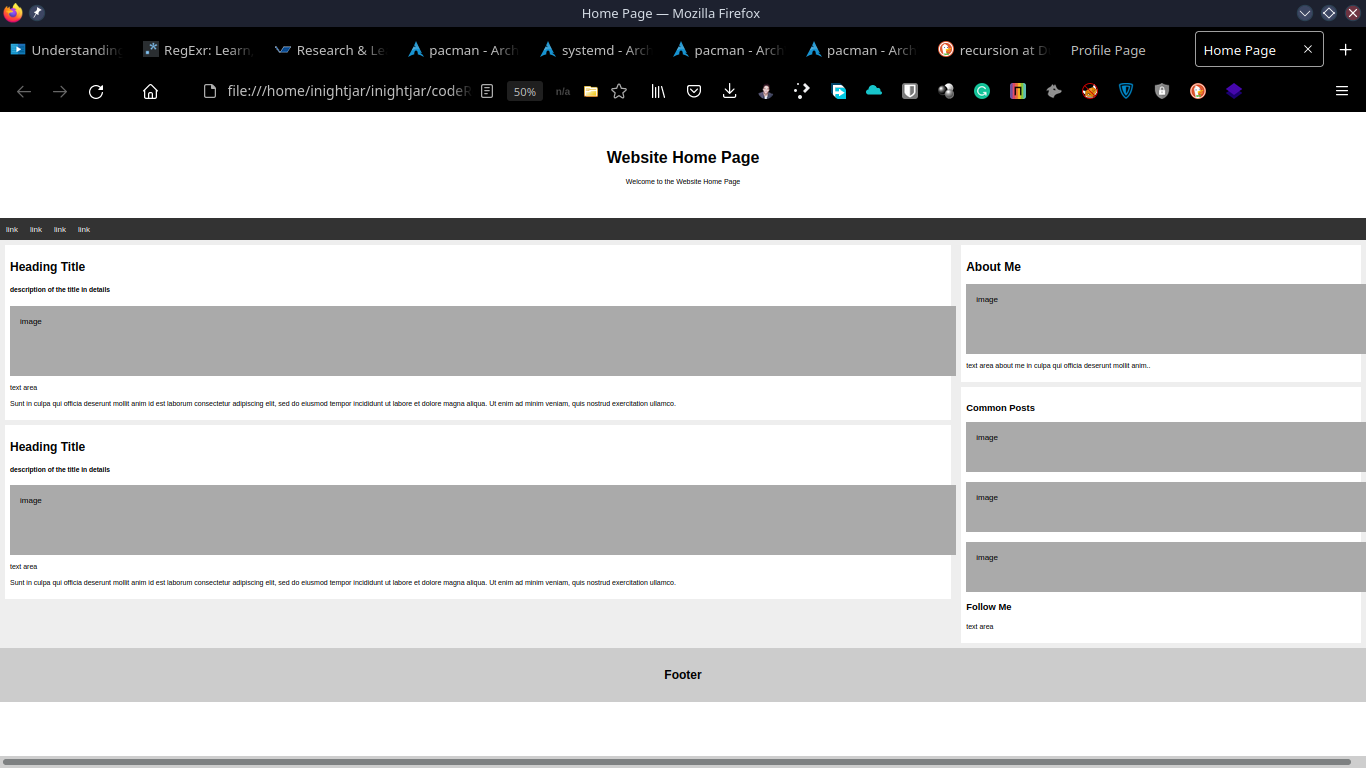 Home Page — Mozilla Firefox
Understanding
RegExr: Learn,
Research & Le
pacman - Arch
systemd - Arch
pacman - Arch
pacman - Arch
recursion at D
Profile Page
Home Page
file:///home/inightjar/inightjar/codeR
50%
n/a
Website Home Page
Welcome to the Website Home Page
link link link link
Heading Title
description of the title in details
image
text area
Sunt in culpa qui officia deserunt mollit anim id est laborum consectetur adipiscing elit, sed do eiusmod tempor incididunt ut labore et dolore magna aliqua. Ut enim ad minim veniam, quis nostrud exercitation ullamco.
Heading Title
description of the title in details
image
text area
Sunt in culpa qui officia deserunt mollit anim id est laborum consectetur adipiscing elit, sed do eiusmod tempor incididunt ut labore et dolore magna aliqua. Ut enim ad minim veniam, quis nostrud exercitation ullamco.
About Me
image
text area about me in culpa qui officia deserunt mollit anim..
Common Posts
image
image
image
Follow Me
text area
Footer